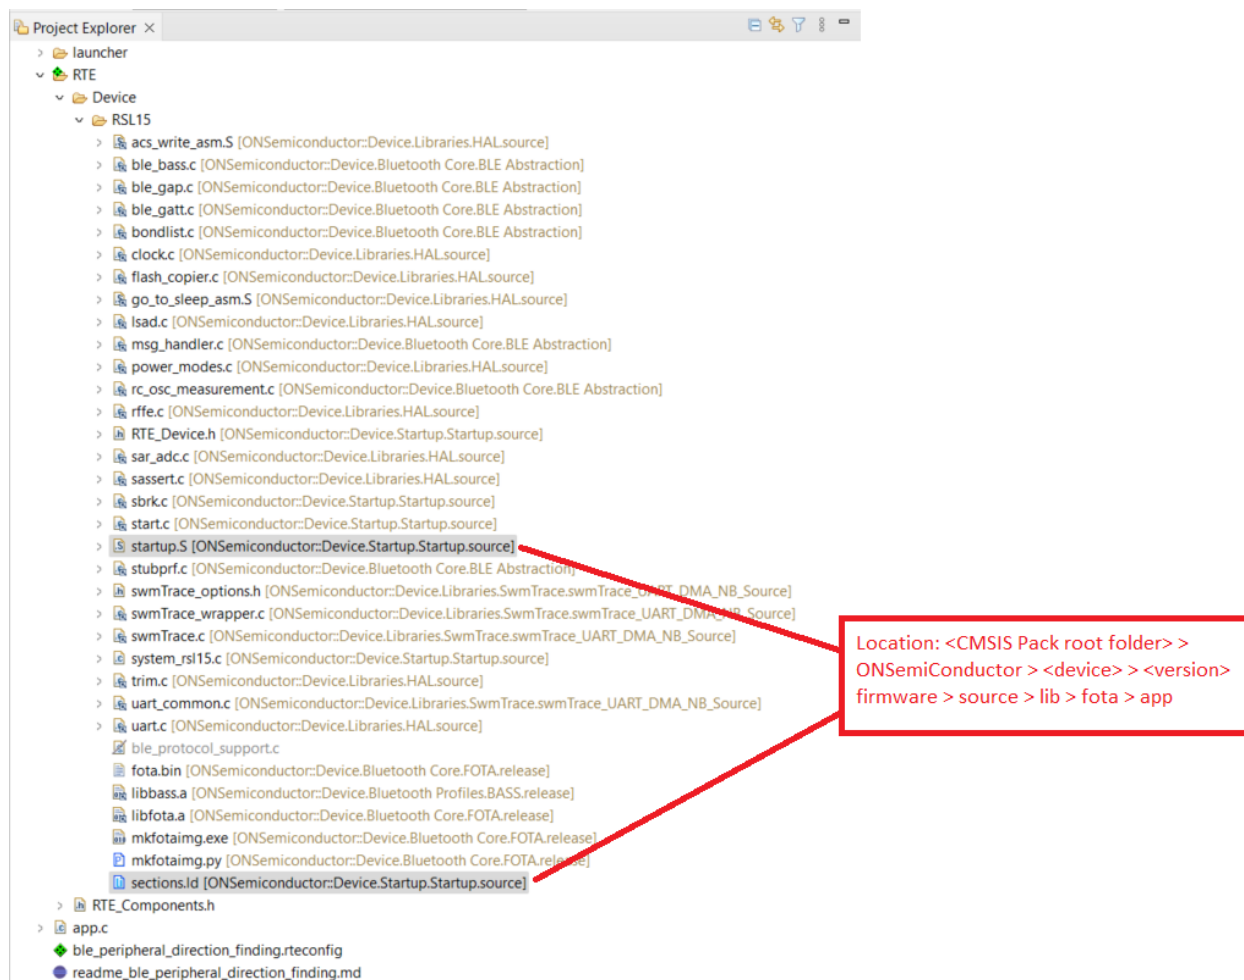 Project Explorer
launcher
RTE
Device
RSL15
acs_write_asm.S [ONSemiconductor::Device.Libraries.HAL.source]
ble_bass.c [ONSemiconductor::Device.Bluetooth Core.BLE Abstraction]
ble_gap.c [ONSemiconductor::Device.Bluetooth Core.BLE Abstraction]
ble_gatt.c [ONSemiconductor::Device.Bluetooth Core.BLE Abstraction]
bondlist.c [ONSemiconductor::Device.Bluetooth Core.BLE Abstraction]
clock.c [ONSemiconductor::Device.Libraries.HAL.source]
flash_copier.c [ONSemiconductor::Device.Libraries.HAL.source]
go_to_sleep_asm.S [ONSemiconductor::Device.Libraries.HAL.source]
lsad.c [ONSemiconductor::Device.Libraries.HAL.source]
msg_handler.c [ONSemiconductor::Device.Bluetooth Core.BLE Abstraction]
power_modes.c [ONSemiconductor::Device.Libraries.HAL.source]
rc_osc_measurement.c [ONSemiconductor::Device.Bluetooth Core.BLE Abstraction]
rffe.c [ONSemiconductor::Device.Libraries.HAL.source]
RTE_Device.h [ONSemiconductor::Device.Startup.Startup.source]
sar_adc.c [ONSemiconductor::Device.Libraries.HAL.source]
sassert.c [ONSemiconductor::Device.Libraries.HAL.source]
sbrk.c [ONSemiconductor::Device.Startup.Startup.source]
start.c [ONSemiconductor::Device.Startup.Startup.source]
startup.S [ONSemiconductor::Device.Startup.Startup.source]
stubprf.c [ONSemiconductor::Device.Bluetooth Core.BLE Abstraction]
swmTrace_options.h [ONSemiconductor::Device.Libraries.SwmTrace.swmTrace_UART_DMA_NB_Source]
swmTrace_wrapper.c [ONSemiconductor::Device.Libraries.SwmTrace.swmTrace_UART_DMA_NB_Source]
swmTrace.c [ONSemiconductor::Device.Libraries.SwmTrace.swmTrace_UART_DMA_NB_Source]
system_rsl15.c [ONSemiconductor::Device.Startup.Startup.source]
trim.c [ONSemiconductor::Device.Libraries.HAL.source]
uart_common.c [ONSemiconductor::Device.Libraries.SwmTrace.swmTrace_UART_DMA_NB_Source]
uart.c [ONSemiconductor::Device.Libraries.HAL.source]
ble_protocol_support.c
fota.bin [ONSemiconductor::Device.Bluetooth Core.FOTA.release]
libbass.a [ONSemiconductor::Device.Bluetooth Profiles.BASS.release]
libfota.a [ONSemiconductor::Device.Bluetooth Core.FOTA.release]
mkfotaimg.exe [ONSemiconductor::Device.Bluetooth Core.FOTA.release]
mkfotaimg.py [ONSemiconductor::Device.Bluetooth Core.FOTA.release]
sections.ld [ONSemiconductor::Device.Startup.Startup.source]
RTE_Components.h
app.c
ble_peripheral_direction_finding.rteconfig
readme_ble_peripheral_direction_finding.md
Location: <CMSIS Pack root folder> >
ONSemiConductor > <device> > <version>
firmware > source > lib > fota > app